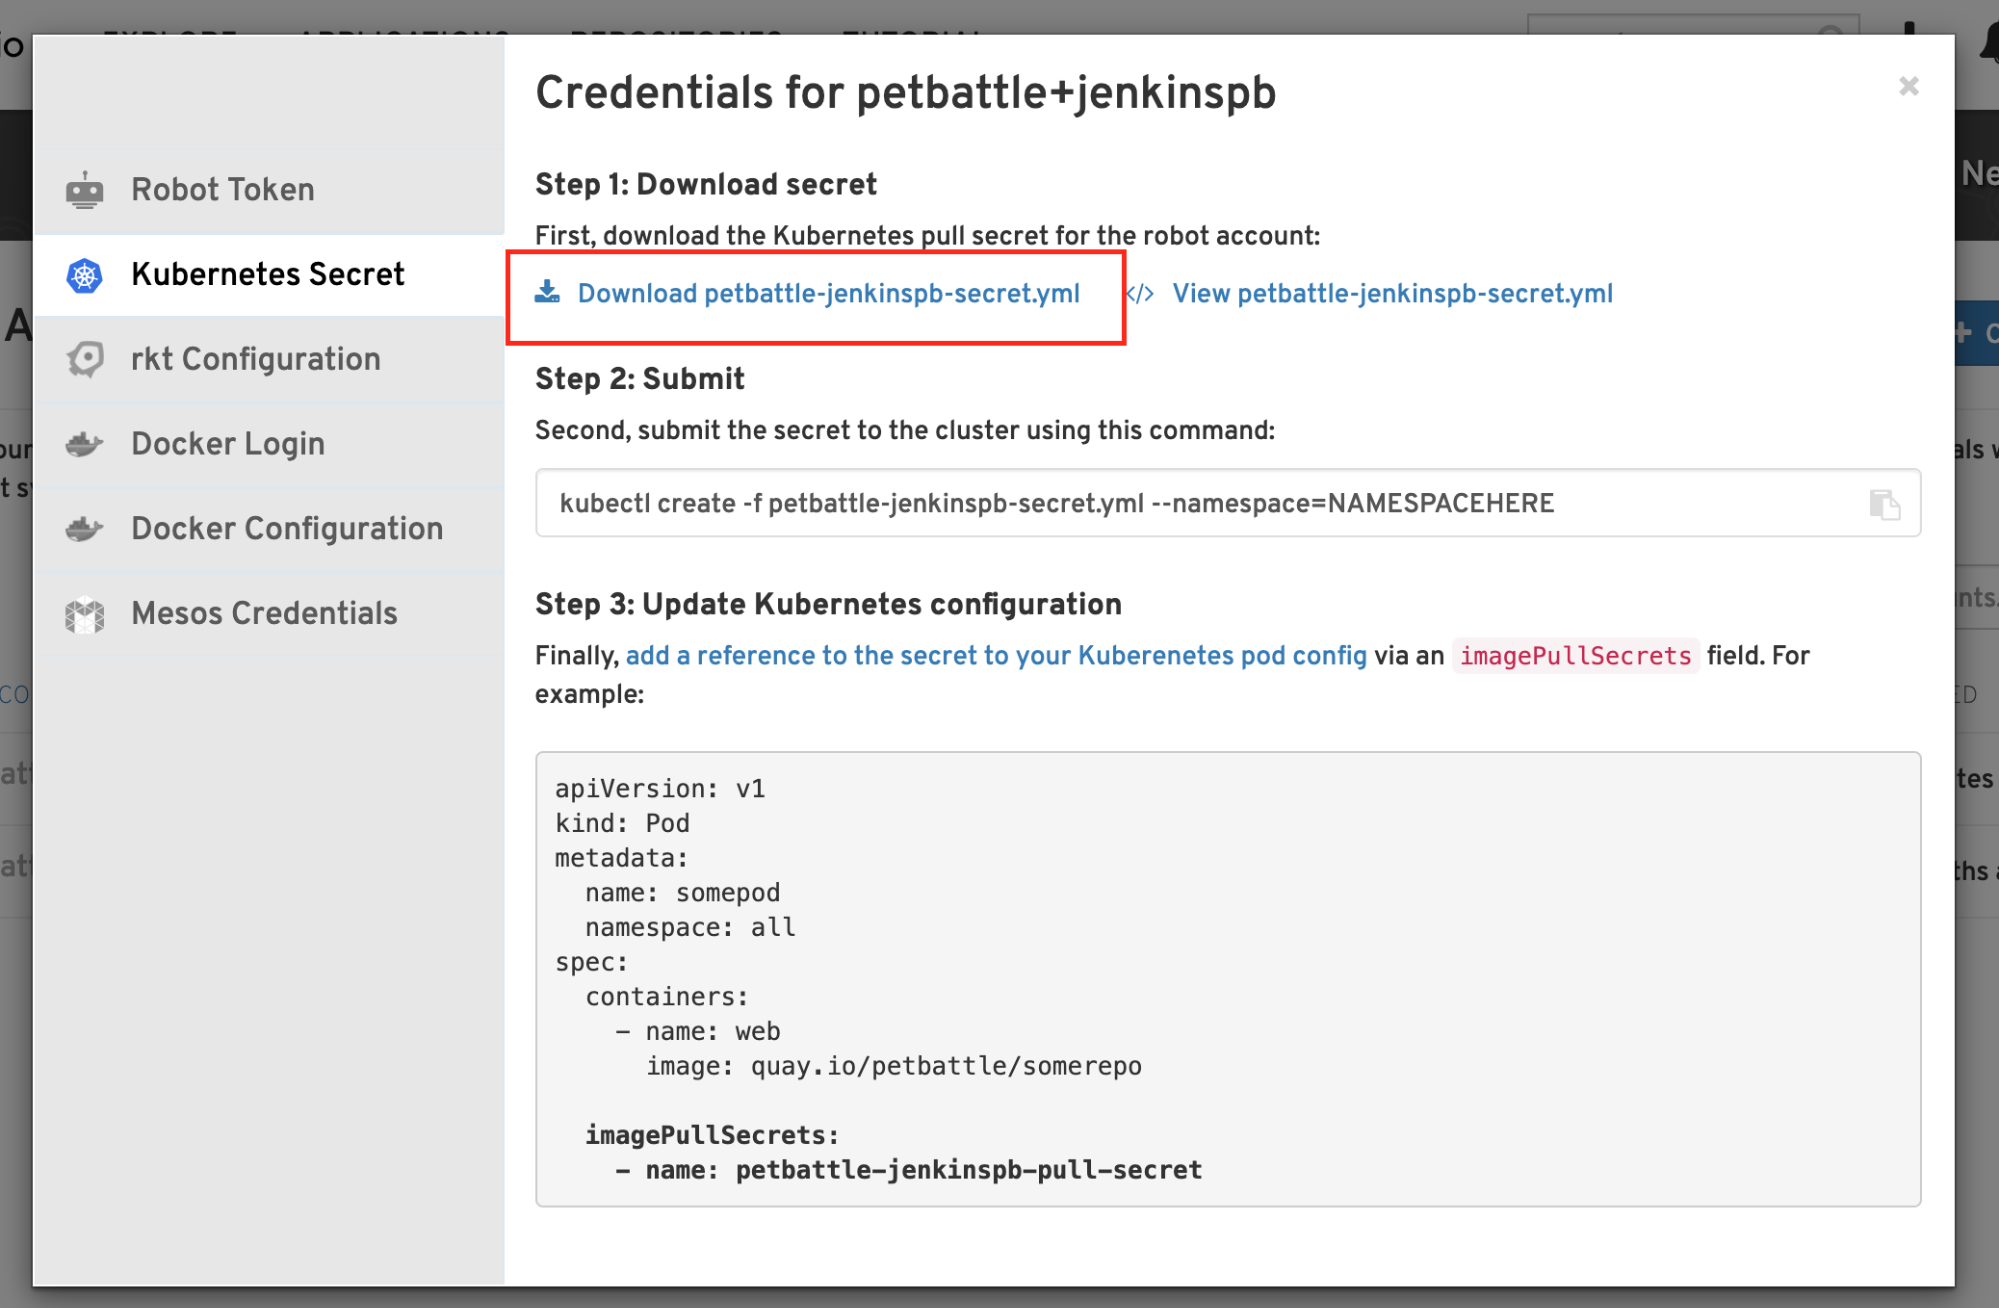 Credentials for petbattle+jenkinspb
Robot Token
Kubernetes Secret
rkt Configuration
Docker Login
Docker Configuration
Mesos Credentials
Step 1: Download secret
First, download the Kubernetes pull secret for the robot account:
Download petbattle-jenkinspb-secret.yml </> View petbattle-jenkinspb-secret.yml
Step 2: Submit
Second, submit the secret to the cluster using this command:
kubectl create -f petbattle-jenkinspb-secret.yml --namespace=NAMESPACEHERE
Step 3: Update Kubernetes configuration
Finally, add a reference to the secret to your Kuberenetes pod config via an imagePullSecrets field. For
example:
apiVersion: v1
kind: Pod
metadata:
  name: somepod
  namespace: all
spec:
  containers:
    - name: web
      image: quay.io/petbattle/somerepo
  imagePullSecrets:
    - name: petbattle-jenkinspb-pull-secret